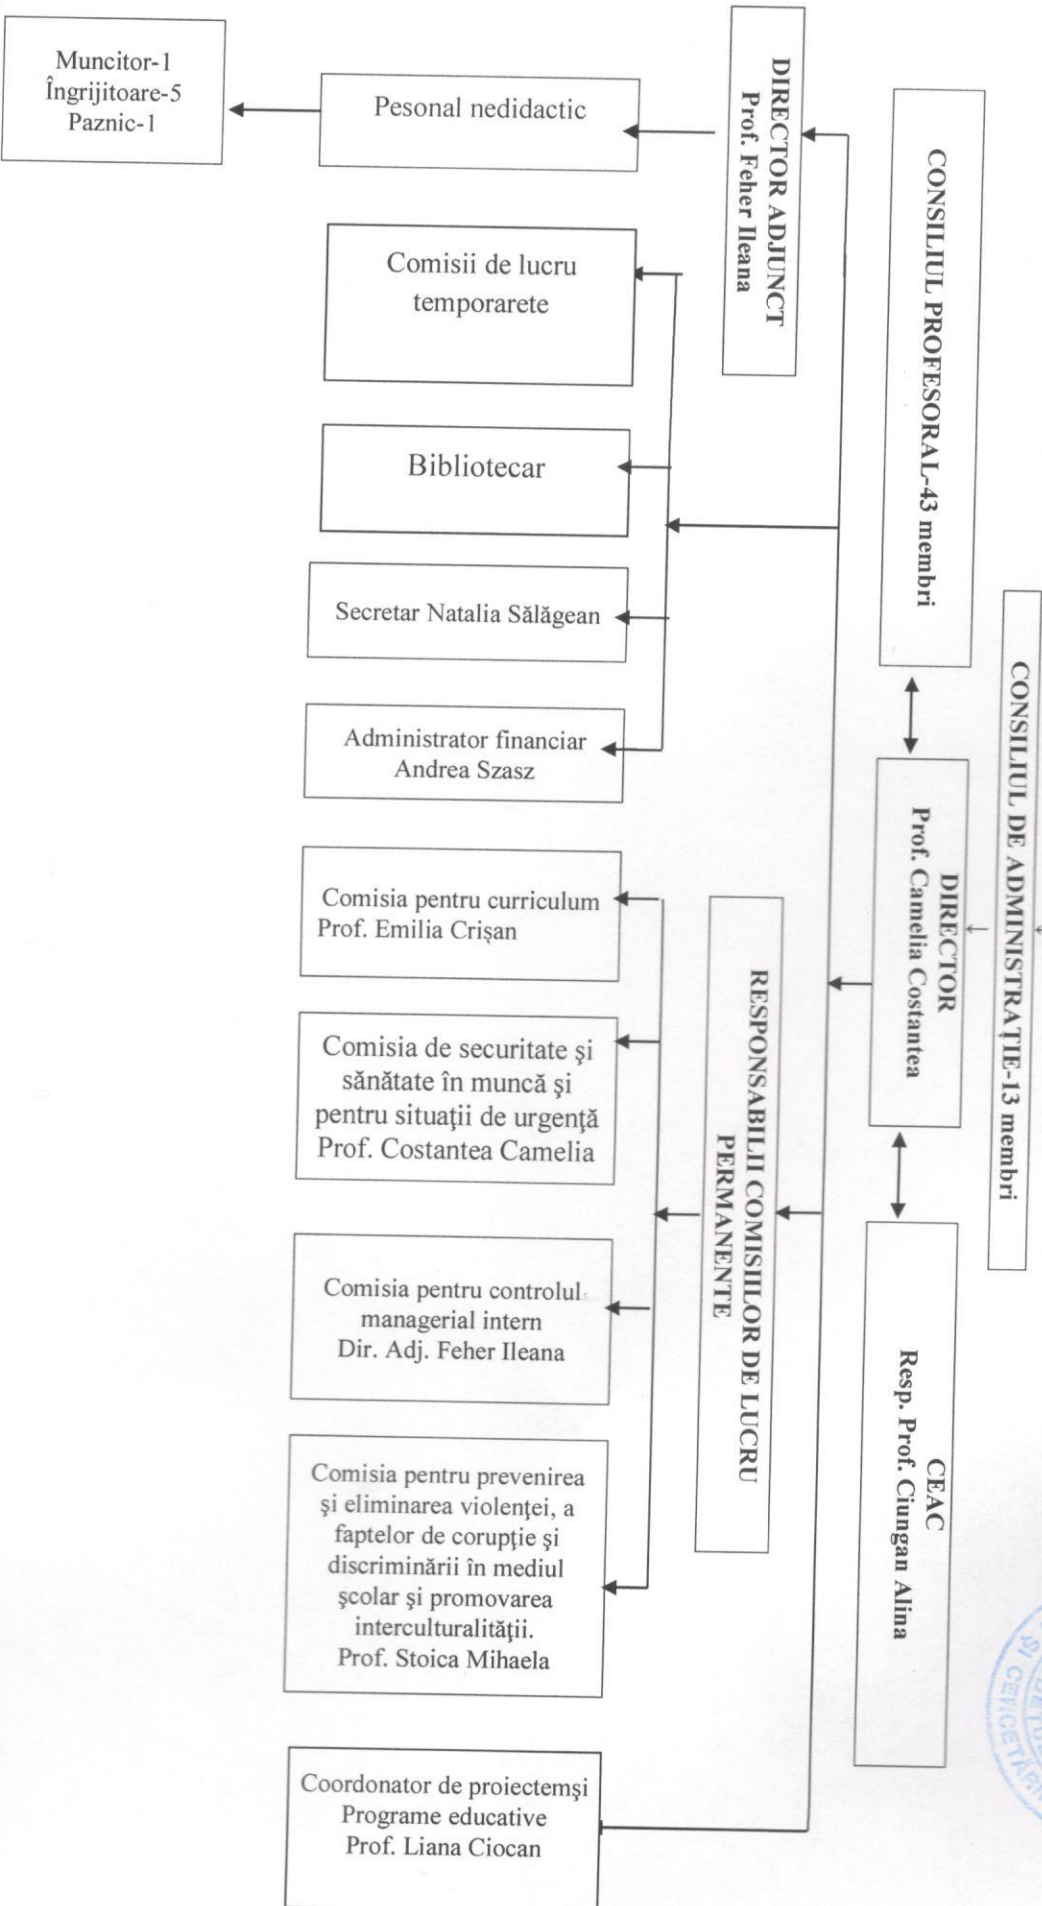 CONSILIUL DE ADMINISTRAȚIE-13 membri
CONSILIUL PROFESORAL-43 membri
DIRECTOR
Prof. Camelia Costantea
CEAC
Resp. Prof. Ciungan Alina
DIRECTOR ADJUNCT
Prof. Feher Ileana
RESPONSABILII COMISIILOR DE LUCRU
PERMANENTE
Muncitor-1
Îngrijitoare-5
Paznic-1
Pesonal nedidactic
Comisii de lucru
temporarete
Bibliotecar
Secretar Natalia Sălăgean
Administrator financiar
Andrea Szasz
Comisia pentru curriculum
Prof. Emilia Crișan
Comisia de securitate şi
sănătate în muncă şi
pentru situaţii de urgenţă
Prof. Costantea Camelia
Comisia pentru controlul
managerial intern
Dir. Adj. Feher Ileana
Comisia pentru prevenirea
şi eliminarea violenţei, a
faptelor de corupţie şi
discriminării în mediul
şcolar şi promovarea
interculturalităţii.
Prof. Stoica Mihaela
Coordonator de proiectemşi
Programe educative
Prof. Liana Ciocan